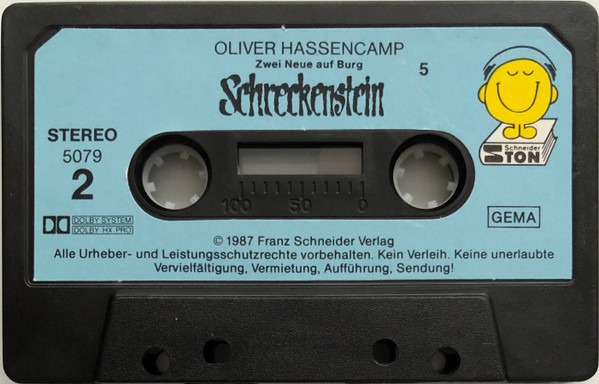 OLIVER HASSENCAMP
Zwei Neue auf Burg
Schreckenstein
5
STEREO
5079
2
Schneider
TON
100 50 0
DOLBY SYSTEM
DOLBY HX PRO
GEMA
© 1987 Franz Schneider Verlag
Alle Urheber- und Leistungsschutzrechte vorbehalten. Kein Verleih. Keine unerlaubte
Vervielfältigung, Vermietung, Aufführung, Sendung!